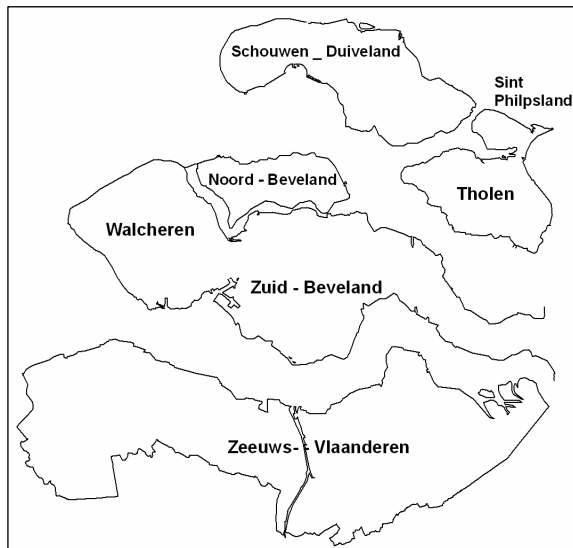 Schouwen _ Duiveland
Sint
Philpsland
Noord - Beveland
Tholen
Walcheren
Zuid - Beveland
Zeeuws- - Vlaanderen